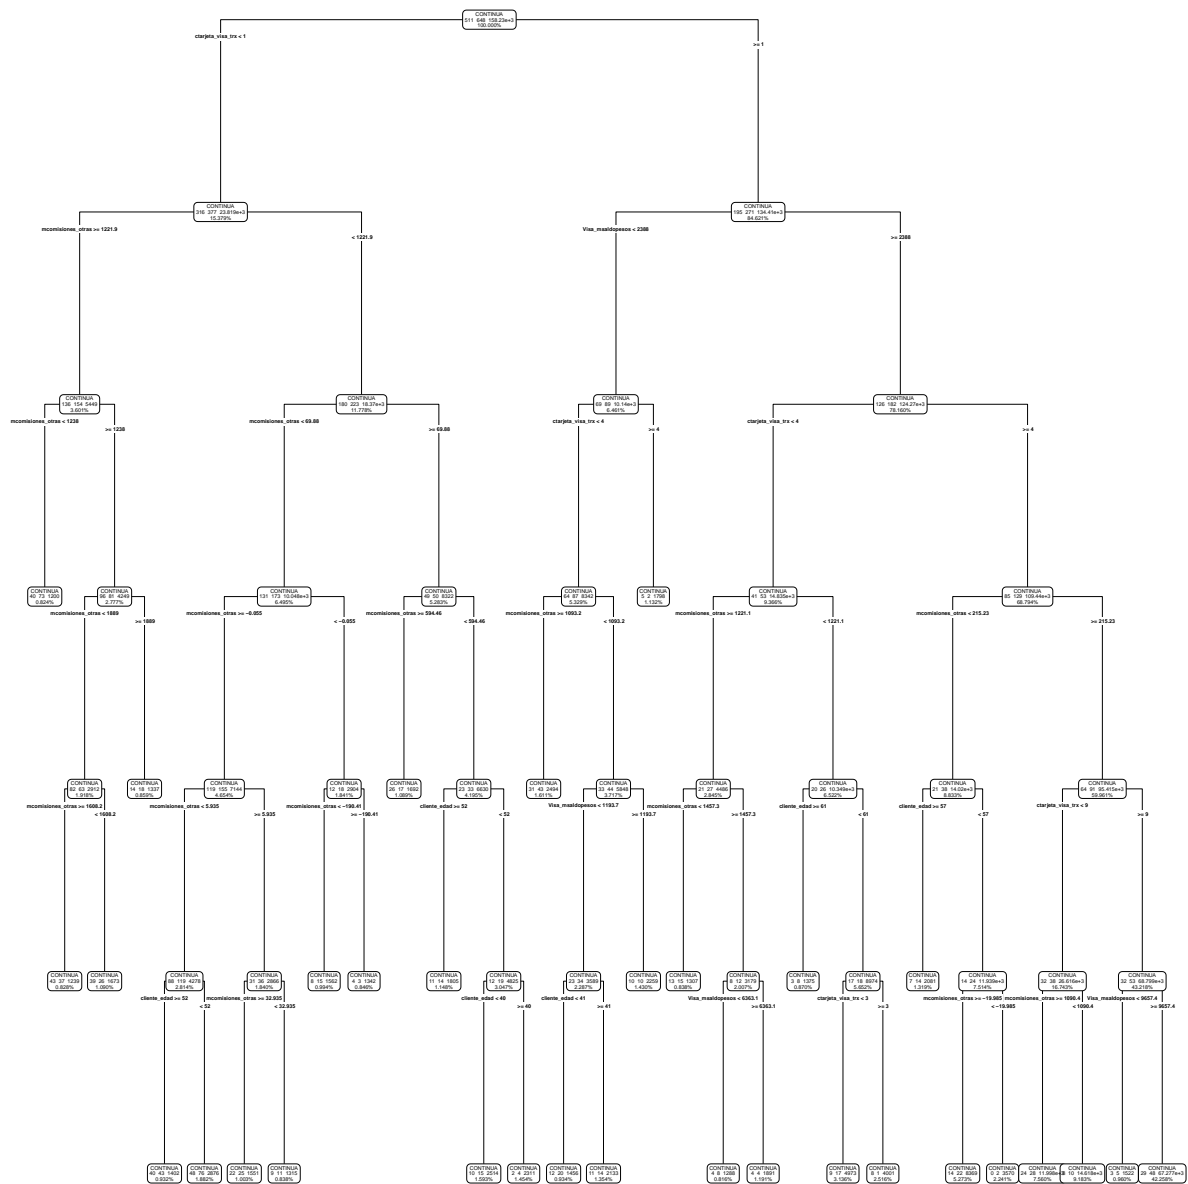 CONTINUA
511 648 158.23e+3
100.000%
ctarjeta_visa_trx < 1
>= 1
CONTINUA
316 377 23.819e+3
15.379%
CONTINUA
195 271 134.41e+3
84.621%
mcomisiones_otras >= 1221.9
< 1221.9
Visa_msaldopesos < 2388
>= 2388
CONTINUA
136 154 5449
3.601%
CONTINUA
180 223 18.37e+3
11.778%
CONTINUA
69 89 10.14e+3
6.461%
CONTINUA
126 182 124.27e+3
78.160%
mcomisiones_otras < 1238
>= 1238
mcomisiones_otras < 69.88
>= 69.88
ctarjeta_visa_trx < 4
>= 4
ctarjeta_visa_trx < 4
>= 4
CONTINUA
40 73 1200
0.824%
CONTINUA
96 81 4249
2.777%
CONTINUA
131 173 10.048e+3
6.495%
CONTINUA
49 50 8322
5.283%
CONTINUA
64 87 8342
5.329%
CONTINUA
5 2 1798
1.132%
CONTINUA
41 53 14.835e+3
9.366%
CONTINUA
85 129 109.44e+3
68.794%
mcomisiones_otras < 1889
>= 1889
mcomisiones_otras >= −0.055
< −0.055
mcomisiones_otras >= 594.46
< 594.46
mcomisiones_otras >= 1093.2
< 1093.2
mcomisiones_otras >= 1221.1
< 1221.1
mcomisiones_otras < 215.23
>= 215.23
CONTINUA
82 63 2912
1.918%
CONTINUA
14 18 1337
0.859%
CONTINUA
119 155 7144
4.654%
CONTINUA
12 18 2904
1.841%
CONTINUA
26 17 1692
1.089%
CONTINUA
23 33 6630
4.195%
CONTINUA
31 43 2494
1.611%
CONTINUA
33 44 5848
3.717%
CONTINUA
21 27 4486
2.845%
CONTINUA
20 26 10.349e+3
6.522%
CONTINUA
21 38 14.02e+3
8.833%
CONTINUA
64 91 95.415e+3
59.961%
mcomisiones_otras >= 1608.2
< 1608.2
mcomisiones_otras < 5.935
>= 5.935
mcomisiones_otras < −198.41
>= −198.41
cliente_edad >= 52
< 52
Visa_msaldopesos < 1193.7
>= 1193.7
mcomisiones_otras < 1457.3
>= 1457.3
cliente_edad >= 61
< 61
cliente_edad >= 57
< 57
ctarjeta_visa_trx < 9
>= 9
CONTINUA
43 37 1239
0.828%
CONTINUA
39 26 1673
1.090%
CONTINUA
88 119 4278
2.814%
CONTINUA
31 36 2866
1.840%
CONTINUA
8 15 1562
0.994%
CONTINUA
4 3 1342
0.846%
CONTINUA
11 14 1805
1.148%
CONTINUA
12 19 4825
3.047%
CONTINUA
23 34 3589
2.287%
CONTINUA
10 10 2259
1.430%
CONTINUA
13 15 1307
0.838%
CONTINUA
8 12 3179
2.007%
CONTINUA
3 8 1375
0.870%
CONTINUA
17 18 8974
5.652%
CONTINUA
7 14 2081
1.319%
CONTINUA
14 24 11.939e+3
7.514%
CONTINUA
32 38 26.616e+3
16.743%
CONTINUA
32 53 68.799e+3
43.218%
cliente_edad >= 52
< 52
mcomisiones_otras >= 32.935
< 32.935
cliente_edad < 40
>= 40
cliente_edad < 41
>= 41
Visa_msaldopesos < 6363.1
>= 6363.1
ctarjeta_visa_trx < 3
>= 3
mcomisiones_otras >= −19.985
< −19.985
mcomisiones_otras >= 1090.4
< 1090.4
Visa_msaldopesos < 9657.4
>= 9657.4
CONTINUA
40 43 1402
0.932%
CONTINUA
48 76 2876
1.882%
CONTINUA
22 25 1551
1.003%
CONTINUA
9 11 1315
0.838%
CONTINUA
10 15 2514
1.593%
CONTINUA
2 4 2311
1.454%
CONTINUA
12 20 1456
0.934%
CONTINUA
11 14 2133
1.354%
CONTINUA
4 8 1288
0.816%
CONTINUA
4 4 1891
1.191%
CONTINUA
9 17 4973
3.136%
CONTINUA
8 1 4001
2.516%
CONTINUA
14 22 8369
5.273%
CONTINUA
0 2 3570
2.241%
CONTINUA
24 28 11.998e+3
7.560%
CONTINUA
10 14.618e+3
9.183%
CONTINUA
3 5 1522
0.960%
CONTINUA
29 48 67.277e+3
42.258%